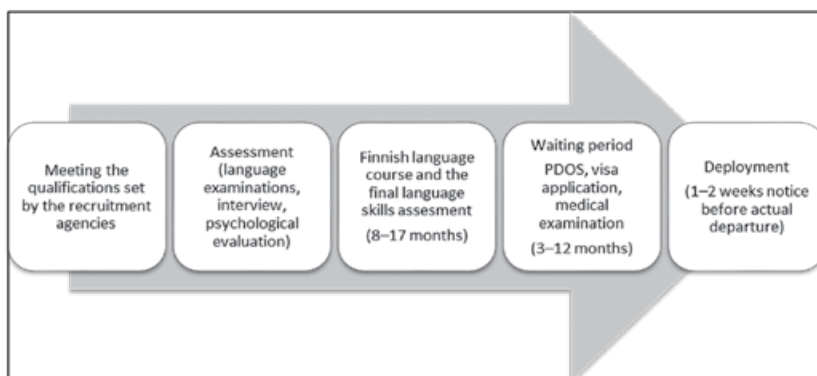 Meeting the
qualifications set
by the recruitment
agencies
Assessment
(language
examinations,
interview,
psychological
evaluation)
Finnish language
course and the
final language
skills assesment
(8–17 months)
Waiting period
PDOS, visa
application,
medical
examination
(3–12 months)
Deployment
(1–2 weeks notice
before actual
departure)